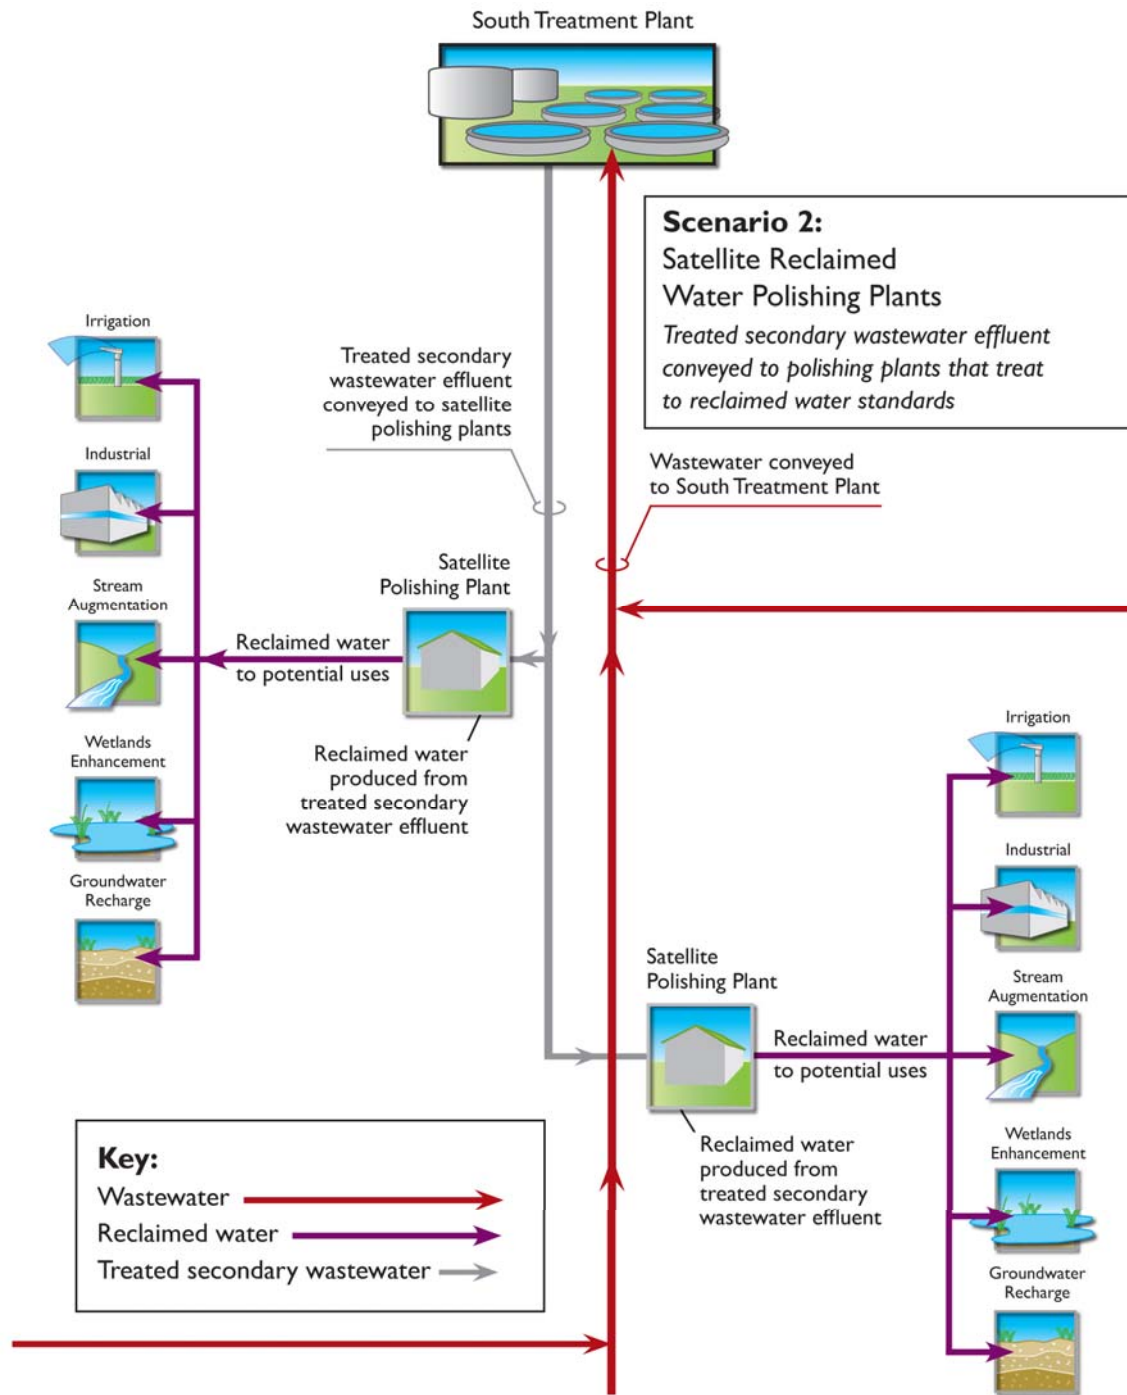 South Treatment Plant
Scenario 2:
Satellite Reclaimed
Water Polishing Plants
Treated secondary wastewater effluent
conveyed to polishing plants that treat
to reclaimed water standards
Irrigation
Treated secondary
wastewater effluent
conveyed to satellite
polishing plants
Wastewater conveyed
to South Treatment Plant
Industrial
Satellite
Polishing Plant
Stream
Augmentation
Reclaimed water
to potential uses
Wetlands
Enhancement
Reclaimed water
produced from
treated secondary
wastewater effluent
Groundwater
Recharge
Irrigation
Industrial
Satellite
Polishing Plant
Stream
Augmentation
Reclaimed water
to potential uses
Wetlands
Enhancement
Reclaimed water
produced from
treated secondary
wastewater effluent
Groundwater
Recharge
Key:
Wastewater
Reclaimed water
Treated secondary wastewater